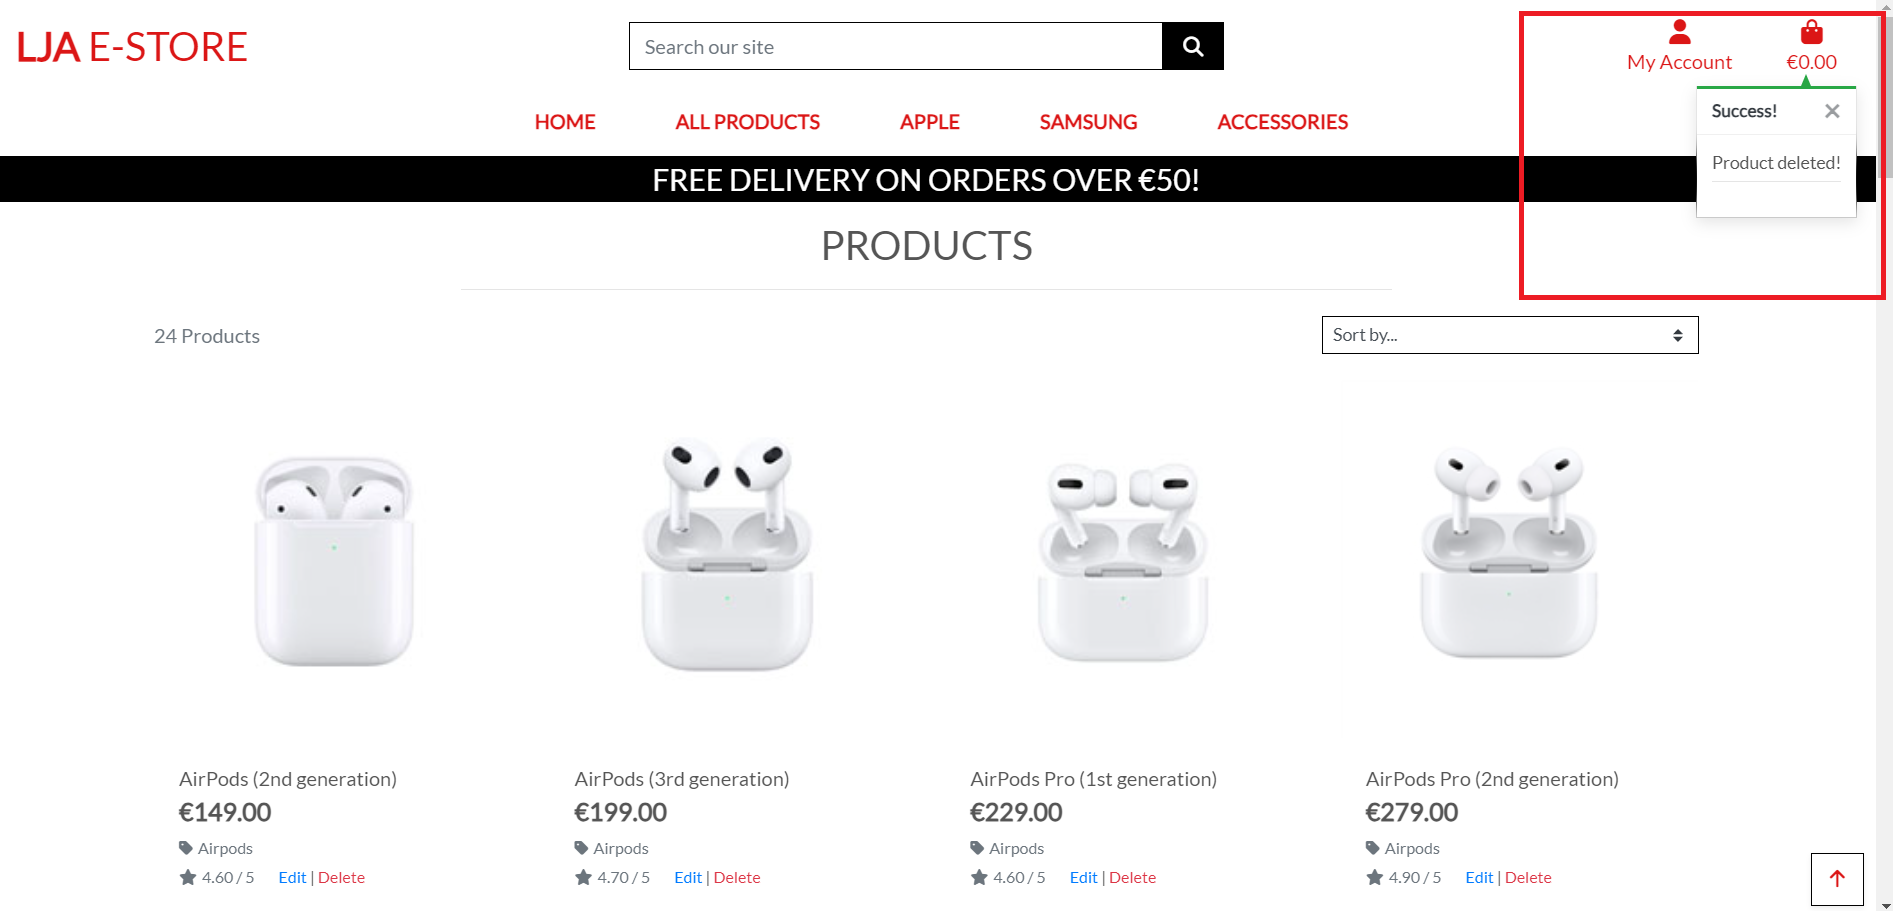 LJA E-STORE
Search our site
My Account
€0.00
HOME
ALL PRODUCTS
APPLE
SAMSUNG
ACCESSORIES
Success!
×
Product deleted!
FREE DELIVERY ON ORDERS OVER €50!
PRODUCTS
24 Products
Sort by...
AirPods (2nd generation)
€149.00
Airpods
4.60 / 5 Edit | Delete
AirPods (3rd generation)
€199.00
Airpods
4.70 / 5 Edit | Delete
AirPods Pro (1st generation)
€229.00
Airpods
4.60 / 5 Edit | Delete
AirPods Pro (2nd generation)
€279.00
Airpods
4.90 / 5 Edit | Delete